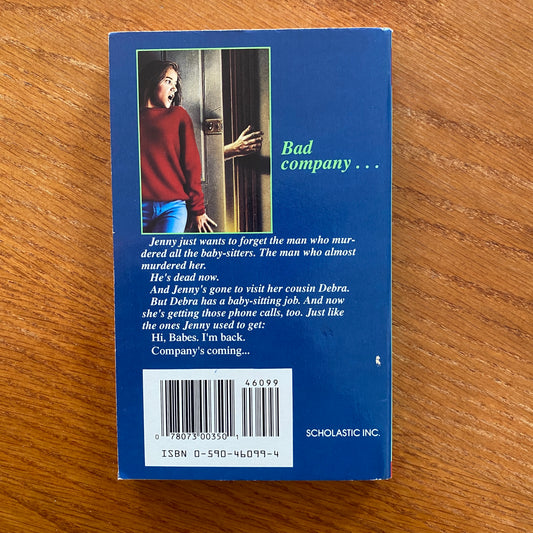 Bad
company . . .
Jenny just wants to forget the man who mur-
dered all the baby-sitters. The man who almost
murdered her.
He's dead now.
And Jenny's gone to visit her cousin Debra.
But Debra has a baby-sitting job. And now
she's getting those phone calls, too. Just like
the ones Jenny used to get:
Hi, Babes. I'm back.
Company's coming...
46099
0 78073 00350 1
ISBN 0-590-46099-4
SCHOLASTIC INC.